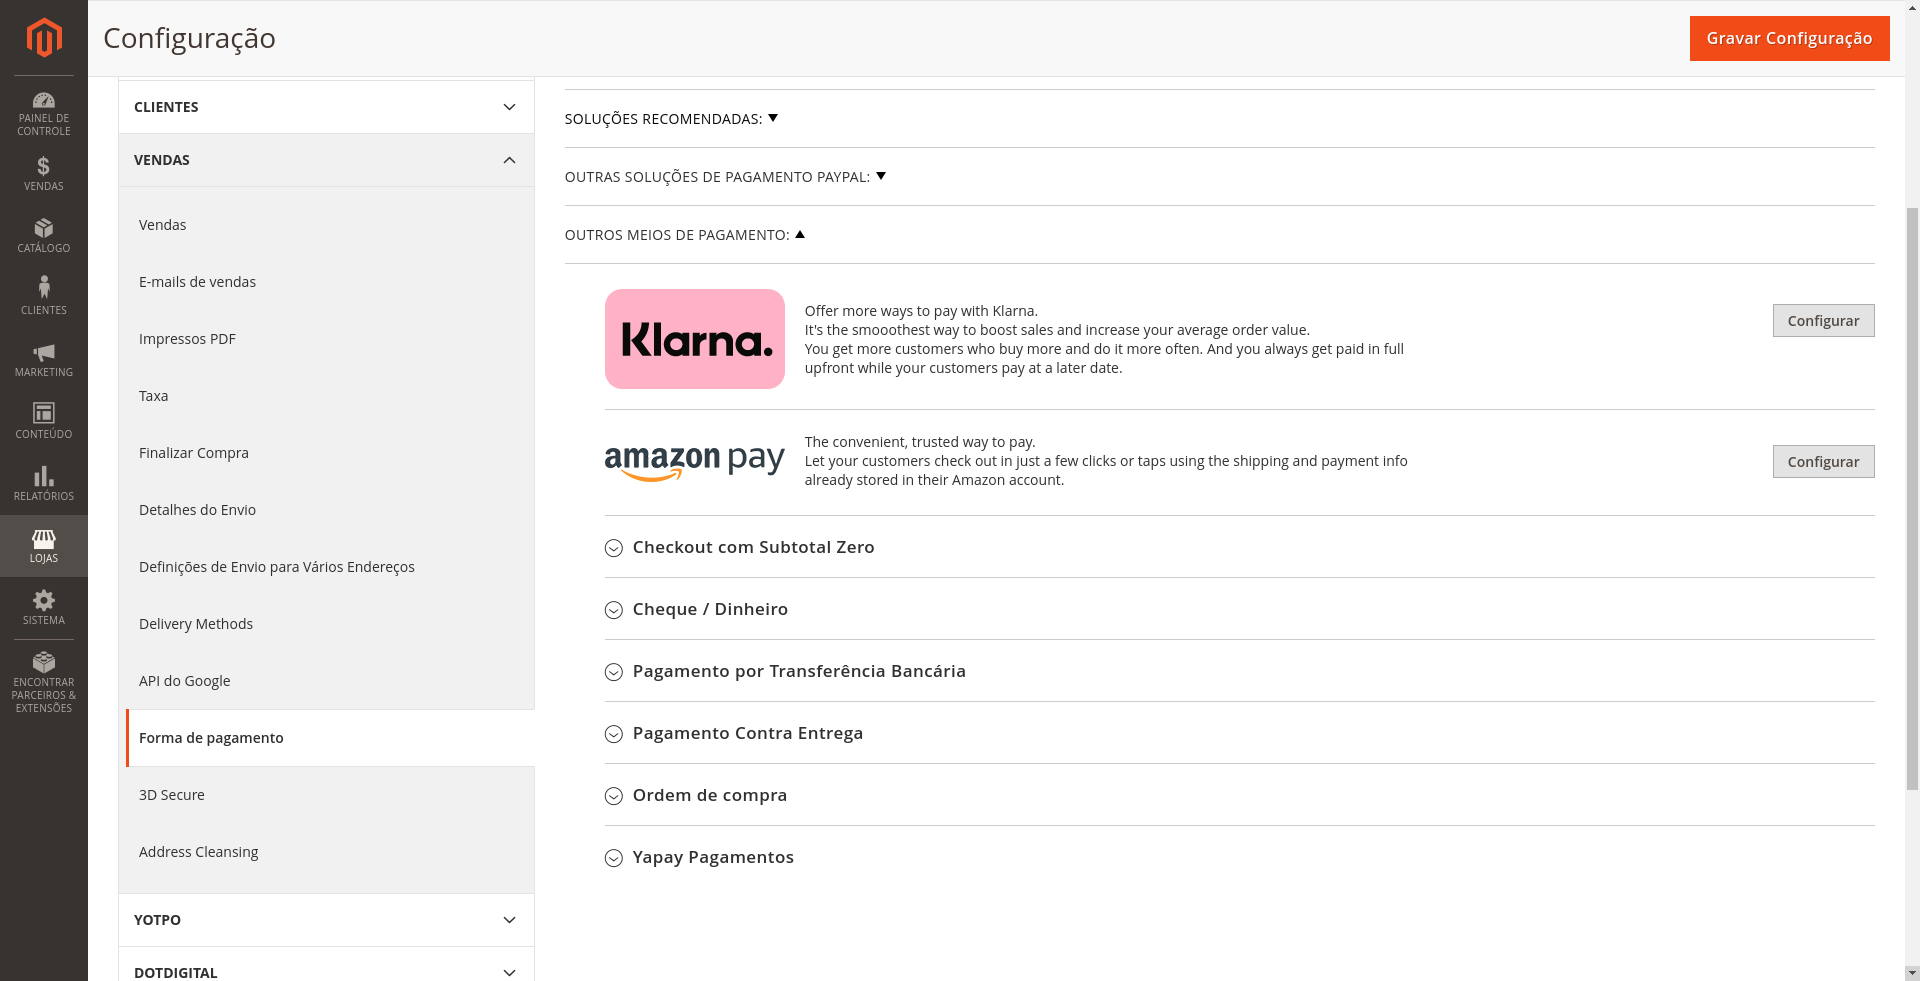 Configuração
Gravar Configuração
PAINEL DE
CONTROLE
VENDAS
CATÁLOGO
CLIENTES
MARKETING
CONTEÚDO
RELATÓRIOS
LOJAS
SISTEMA
ENCONTRAR
PARCEIROS &
EXTENSÕES
CLIENTES
VENDAS
Vendas
E-mails de vendas
Impressos PDF
Taxa
Finalizar Compra
Detalhes do Envio
Definições de Envio para Vários Endereços
Delivery Methods
API do Google
Forma de pagamento
3D Secure
Address Cleansing
YOTPO
DOTDIGITAL
SOLUÇÕES RECOMENDADAS:
OUTRAS SOLUÇÕES DE PAGAMENTO PAYPAL:
OUTROS MEIOS DE PAGAMENTO:
Klarna.
Offer more ways to pay with Klarna.
It's the smooothest way to boost sales and increase your average order value.
You get more customers who buy more and do it more often. And you always get paid in full
upfront while your customers pay at a later date.
Configurar
amazon pay
The convenient, trusted way to pay.
Let your customers check out in just a few clicks or taps using the shipping and payment info
already stored in their Amazon account.
Configurar
Checkout com Subtotal Zero
Cheque / Dinheiro
Pagamento por Transferência Bancária
Pagamento Contra Entrega
Ordem de compra
Yapay Pagamentos